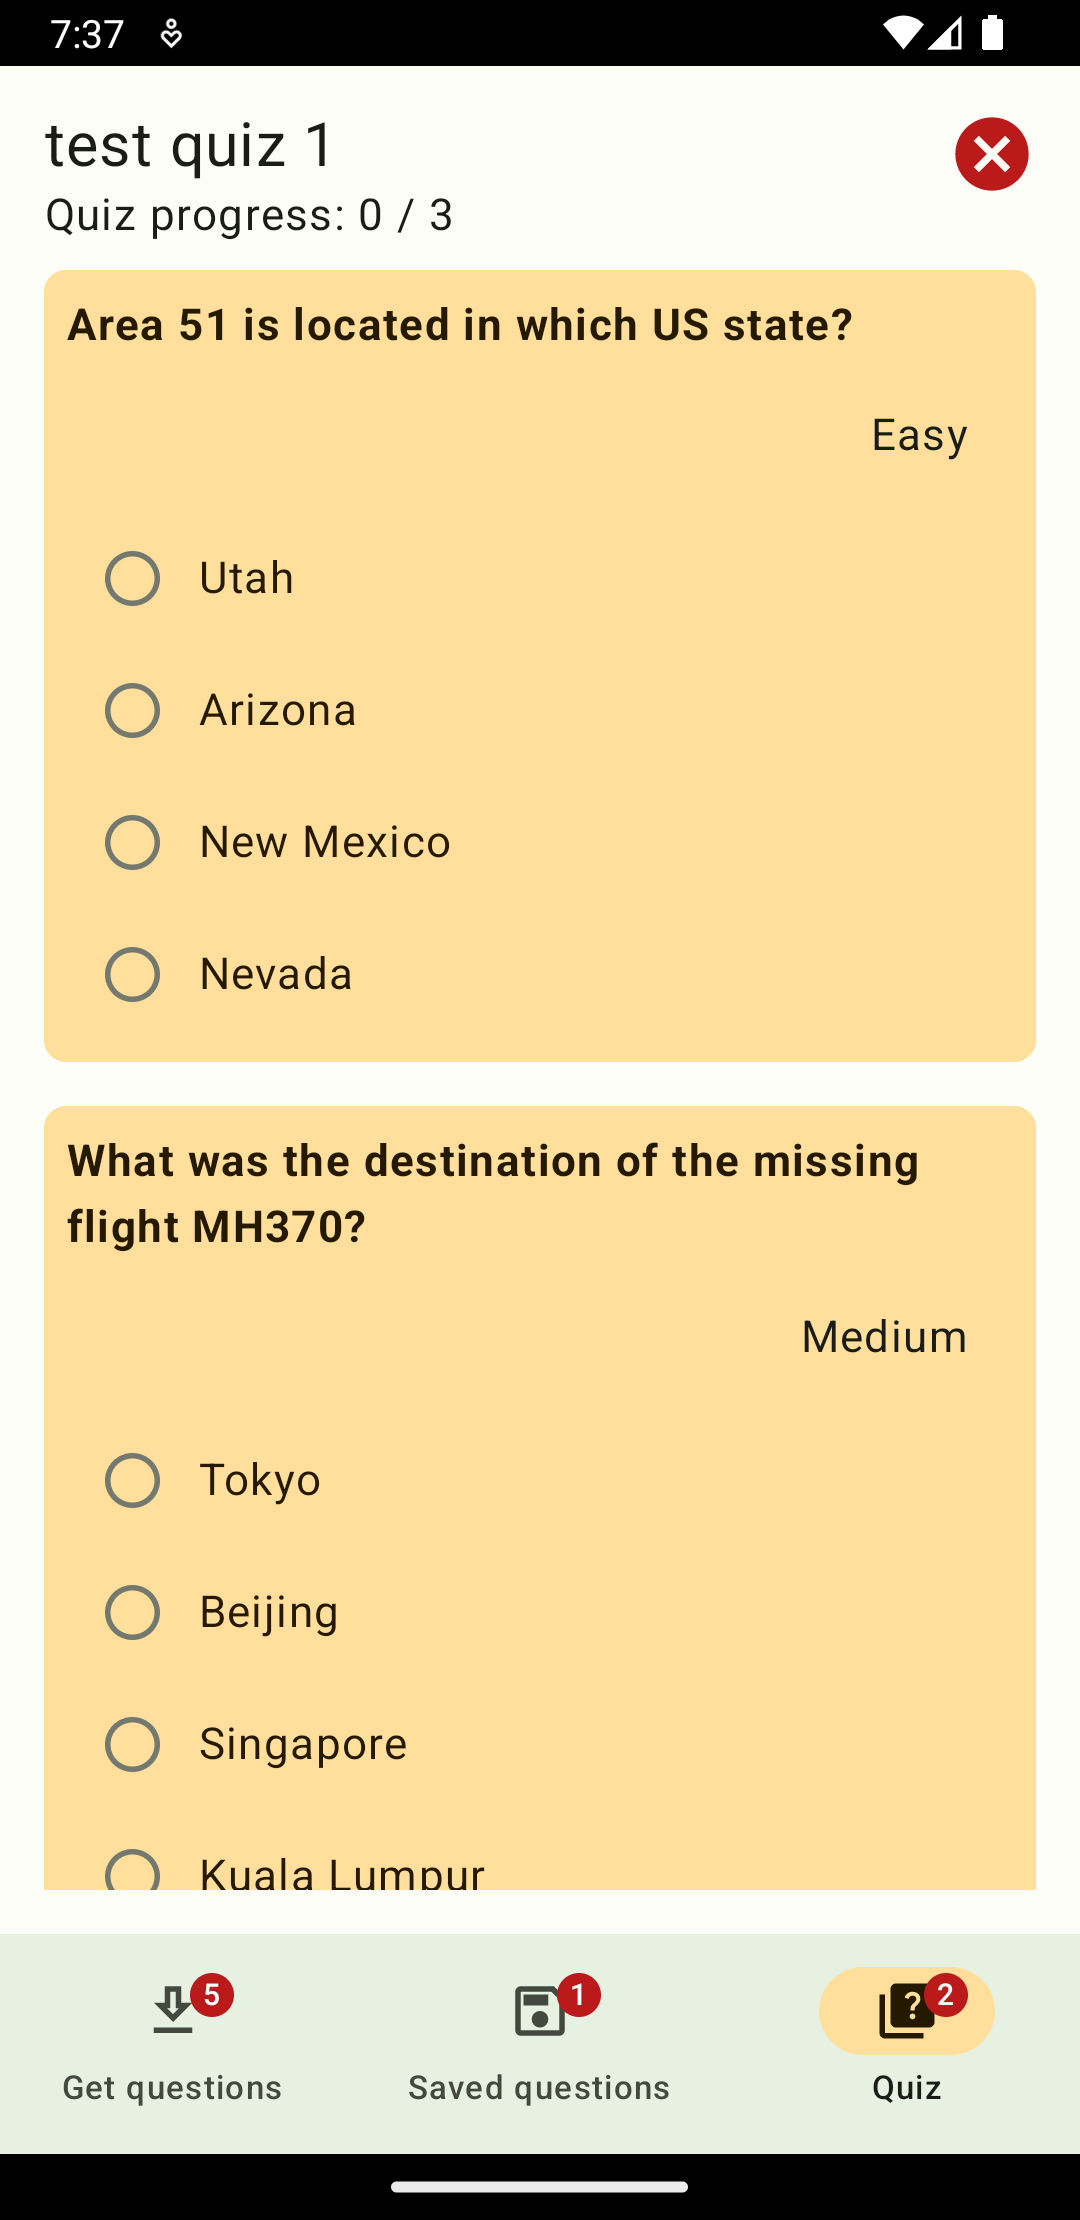 7:37
test quiz 1
Quiz progress: 0 / 3
Area 51 is located in which US state?
Easy
Utah
Arizona
New Mexico
Nevada
What was the destination of the missing
flight MH370?
Medium
Tokyo
Beijing
Singapore
Kuala Lumpur
5
1
? 2
Get questions
Saved questions
Quiz